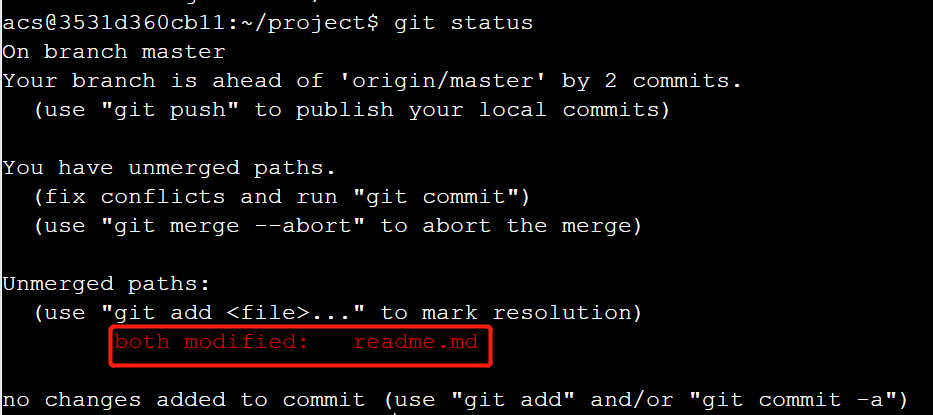 acs@3531d360cb11:~/project$ git status
On branch master
Your branch is ahead of 'origin/master' by 2 commits.
  (use "git push" to publish your local commits)

You have unmerged paths.
  (fix conflicts and run "git commit")
  (use "git merge --abort" to abort the merge)

Unmerged paths:
  (use "git add <file>..." to mark resolution)
        both modified:   readme.md

no changes added to commit (use "git add" and/or "git commit -a")